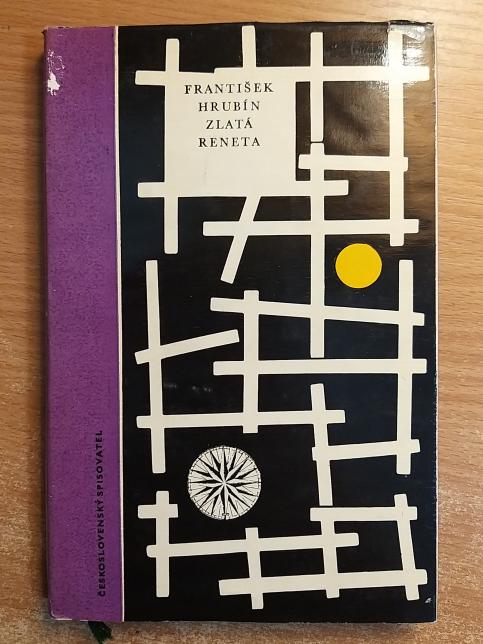 FRANTIŠEK
HRUBÍN
ZLATÁ
RENETA
ČESKOSLOVENSKÝ SPISOVATEL